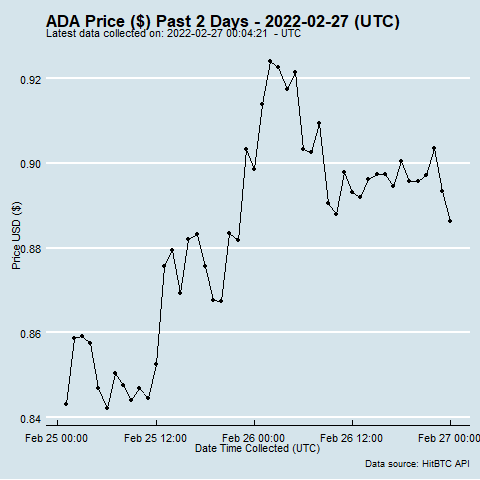 ADA Price ($) Past 2 Days - 2022-02-27 (UTC)
Latest data collected on: 2022-02-27 00:04:21  - UTC
0.92
0.90
0.88
0.86
0.84
Price USD ($)
Feb 25 00:00
Feb 25 12:00
Feb 26 00:00
Feb 26 12:00
Feb 27 00:00
Date Time Collected (UTC)
Data source: HitBTC API